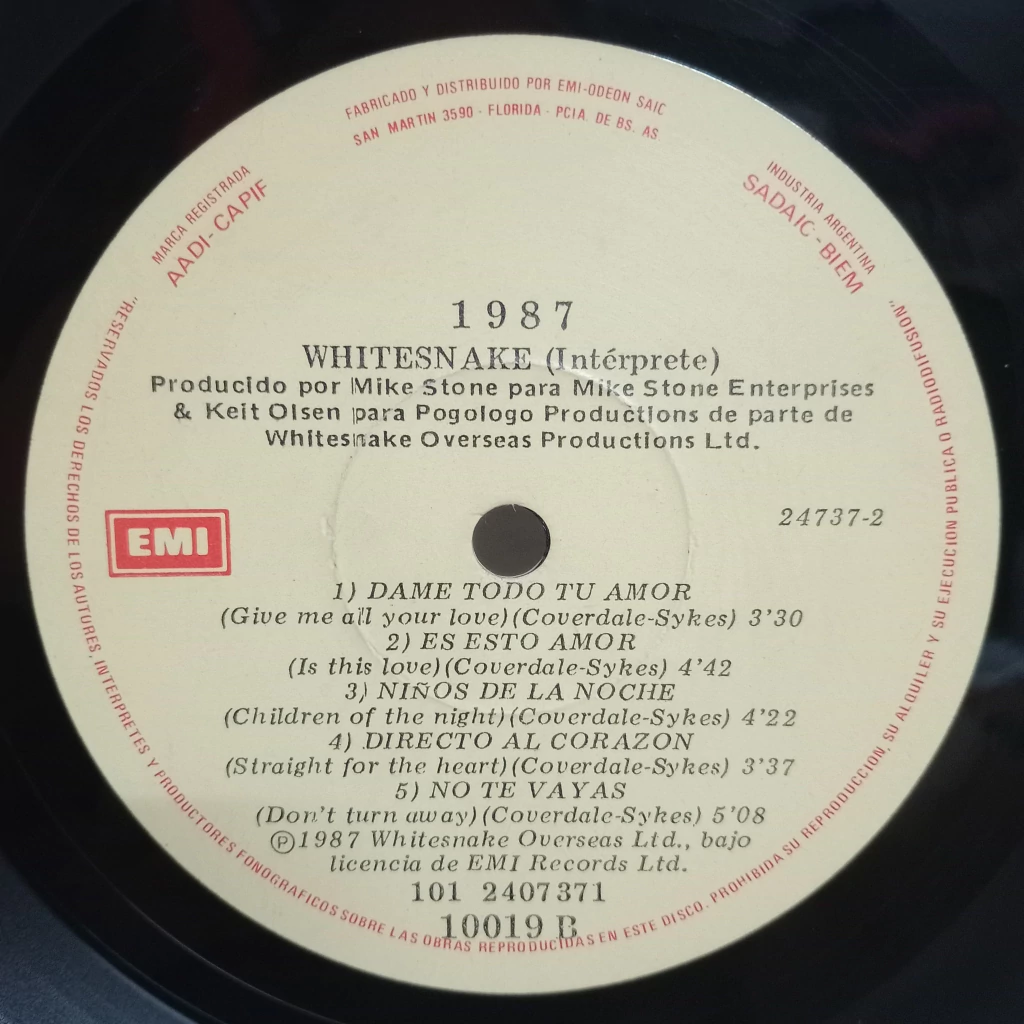 FABRICADO Y DISTRIBUIDO POR EMI-ODEON SAIC
SAN MARTIN 3590 - FLORIDA - PCIA. DE BS. AS.
MARCA REGISTRADA
AADI-CAPIF
INDUSTRIA ARGENTINA
SADAIC-BIEM
1987
WHITESNAKE (Intérprete)
Producido por Mike Stone para Mike Stone Enterprises
& Keit Olsen para Pogologo Productions de parte de
Whitesnake Overseas Productions Ltd.
EMI
24737-2
1) DAME TODO TU AMOR
(Give me all your love)(Coverdale-Sykes) 3'30
2) ES ESTO AMOR
(Is this love)(Coverdale-Sykes) 4'42
3) NIÑOS DE LA NOCHE
(Children of the night)(Coverdale-Sykes) 4'22
4) DIRECTO AL CORAZON
(Straight for the heart)(Coverdale-Sykes) 3'37
5) NO TE VAYAS
(Don't turn away)(Coverdale-Sykes) 5'08
Ⓟ1987 Whitesnake Overseas Ltd., bajo
licencia de EMI Records Ltd.
101 2407371
10019 B
"RESERVADOS LOS DERECHOS DE LOS AUTORES, INTERPRETES Y PRODUCTORES FONOGRAFICOS SOBRE LAS OBRAS REPRODUCIDAS EN ESTE DISCO. PROHIBIDA SU REPRODUCCION, SU ALQUILER Y SU EJECUCION PUBLICA O RADIODIFUSION"